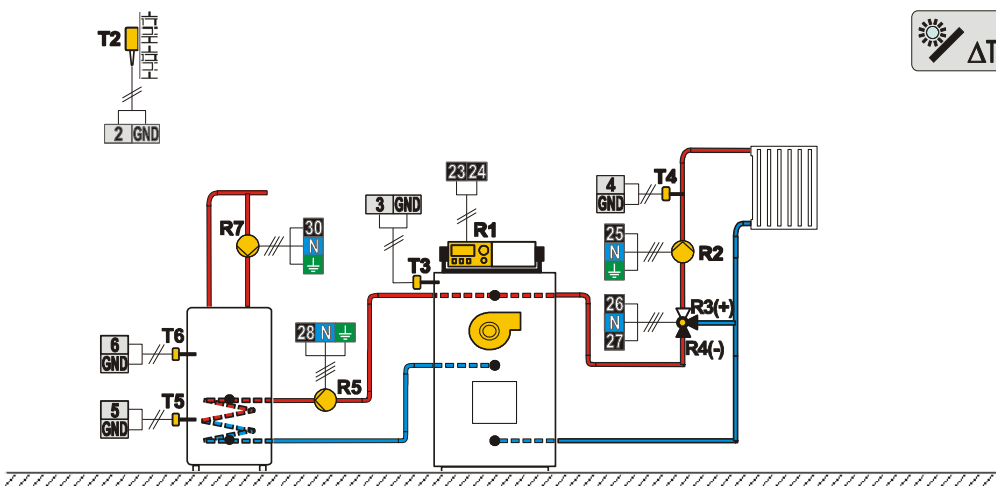 T2
2 GND
ΔT
23 24
R1
3 GND
T3
4
GND
T4
25
N
R2
26
N
27
R3(+)
R4(-)
R7
30
N
28 N
R5
6
GND
T6
5
GND
T5